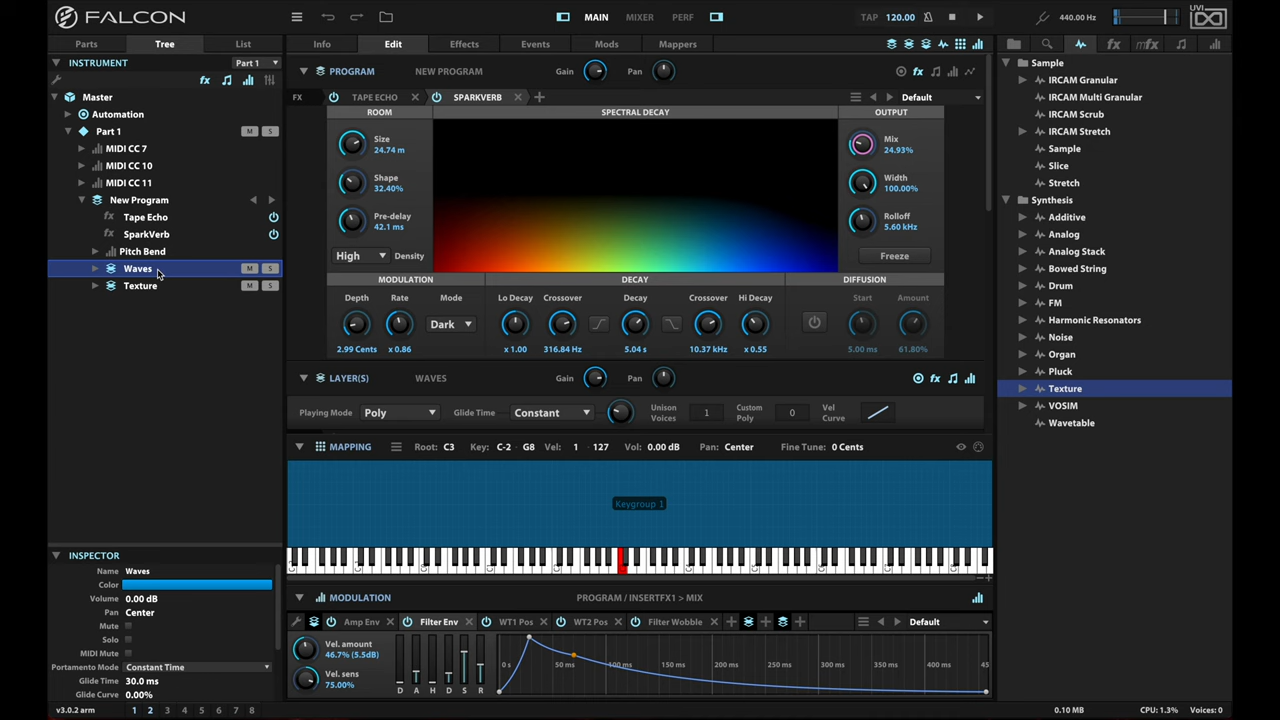 FALCON
MAIN
MIXER
PERF
TAP 120.00
440.00 Hz
UVI
Parts
Tree
List
Info
Edit
Effects
Events
Mods
Mappers
INSTRUMENT
Part 1
Master
Automation
Part 1
M S
MIDI CC 7
MIDI CC 10
MIDI CC 11
New Program
fx Tape Echo
fx SparkVerb
Pitch Bend
Waves
M S
Texture
M S
INSPECTOR
Name Waves
Color
Volume 0.00 dB
Pan Center
Mute
Solo
MIDI Mute
Portamento Mode Constant Time
Glide Time 30.0 ms
Glide Curve 0.00%
v3.0.2 arm
1 2 3 4 5 6 7 8
PROGRAM
NEW PROGRAM
Gain
Pan
fx
FX
TAPE ECHO
SPARKVERB
Default
ROOM
SPECTRAL DECAY
OUTPUT
Size
24.74 m
Shape
32.40%
Pre-delay
42.1 ms
High
Density
Mix
24.93%
Width
100.00%
Rolloff
5.60 kHz
Freeze
MODULATION
DECAY
DIFFUSION
Depth
Rate
Mode
Lo Decay
Crossover
Decay
Crossover
Hi Decay
Start
Amount
Dark
2.99 Cents
x 0.86
x 1.00
316.84 Hz
5.04 s
10.37 kHz
x 0.55
5.00 ms
61.80%
LAYER(S)
WAVES
Gain
Pan
fx
Playing Mode
Poly
Glide Time
Constant
Unison Voices
1
Custom Poly
0
Vel Curve
MAPPING
Root: C3
Key: C-2 - G8
Vel: 1 - 127
Vol: 0.00 dB
Pan: Center
Fine Tune: 0 Cents
Keygroup 1
MODULATION
PROGRAM / INSERTFX1 > MIX
Amp Env
Filter Env
WT1 Pos
WT2 Pos
Filter Wobble
Default
Vel. amount
46.7% (5.5dB)
Vel. sens
75.00%
D A H D S R
0 s
50 ms
100 ms
150 ms
200 ms
250 ms
300 ms
350 ms
400 ms
45
fx
mfx
Sample
IRCAM Granular
IRCAM Multi Granular
IRCAM Scrub
IRCAM Stretch
Sample
Slice
Stretch
Synthesis
Additive
Analog
Analog Stack
Bowed String
Drum
FM
Harmonic Resonators
Noise
Organ
Pluck
Texture
VOSIM
Wavetable
0.10 MB
CPU: 1.3%
Voices: 0